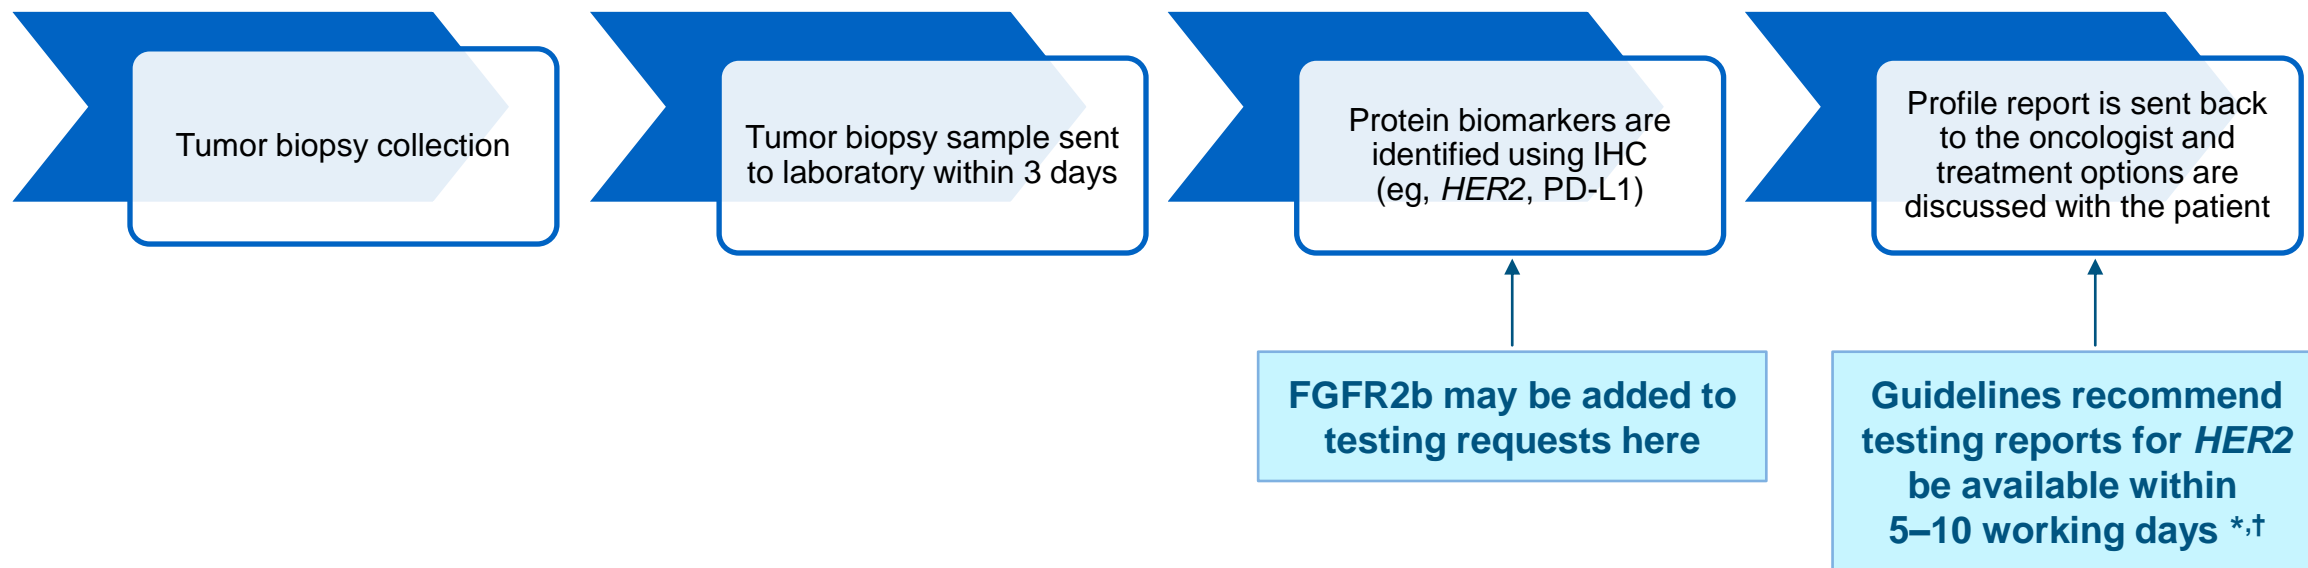 Tumor biopsy collection
Tumor biopsy sample sent
to laboratory within 3 days
Protein biomarkers are
identified using IHC
(eg, HER2, PD-L1)
Profile report is sent back
to the oncologist and
treatment options are
discussed with the patient
FGFR2b may be added to
testing requests here
Guidelines recommend
testing reports for HER2
be available within
5–10 working days *,†